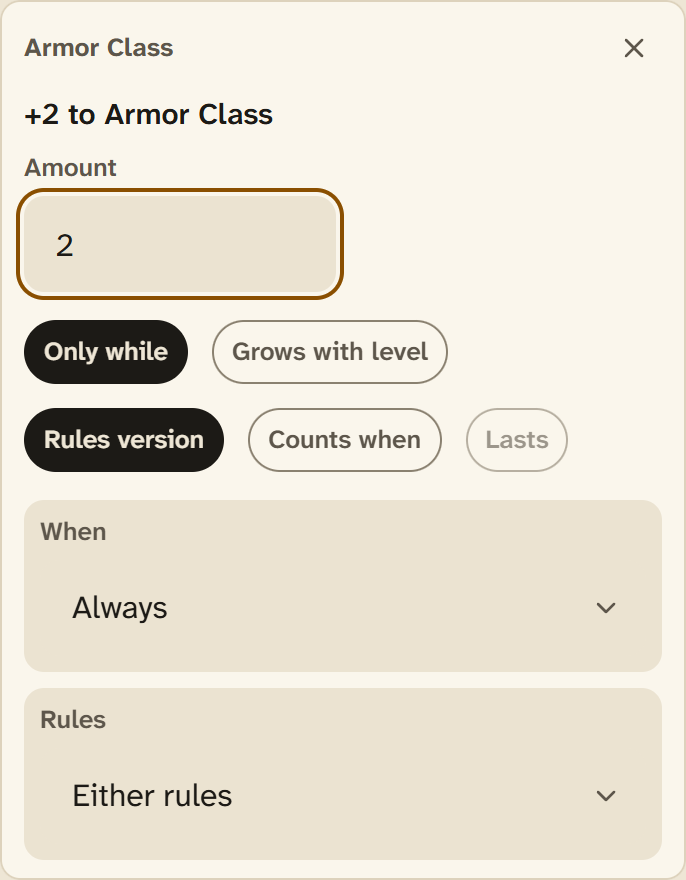 Armor Class
+2 to Armor Class
Amount
2
Only while Grows with level
Rules version Counts when Lasts
When
Always
Rules
Either rules